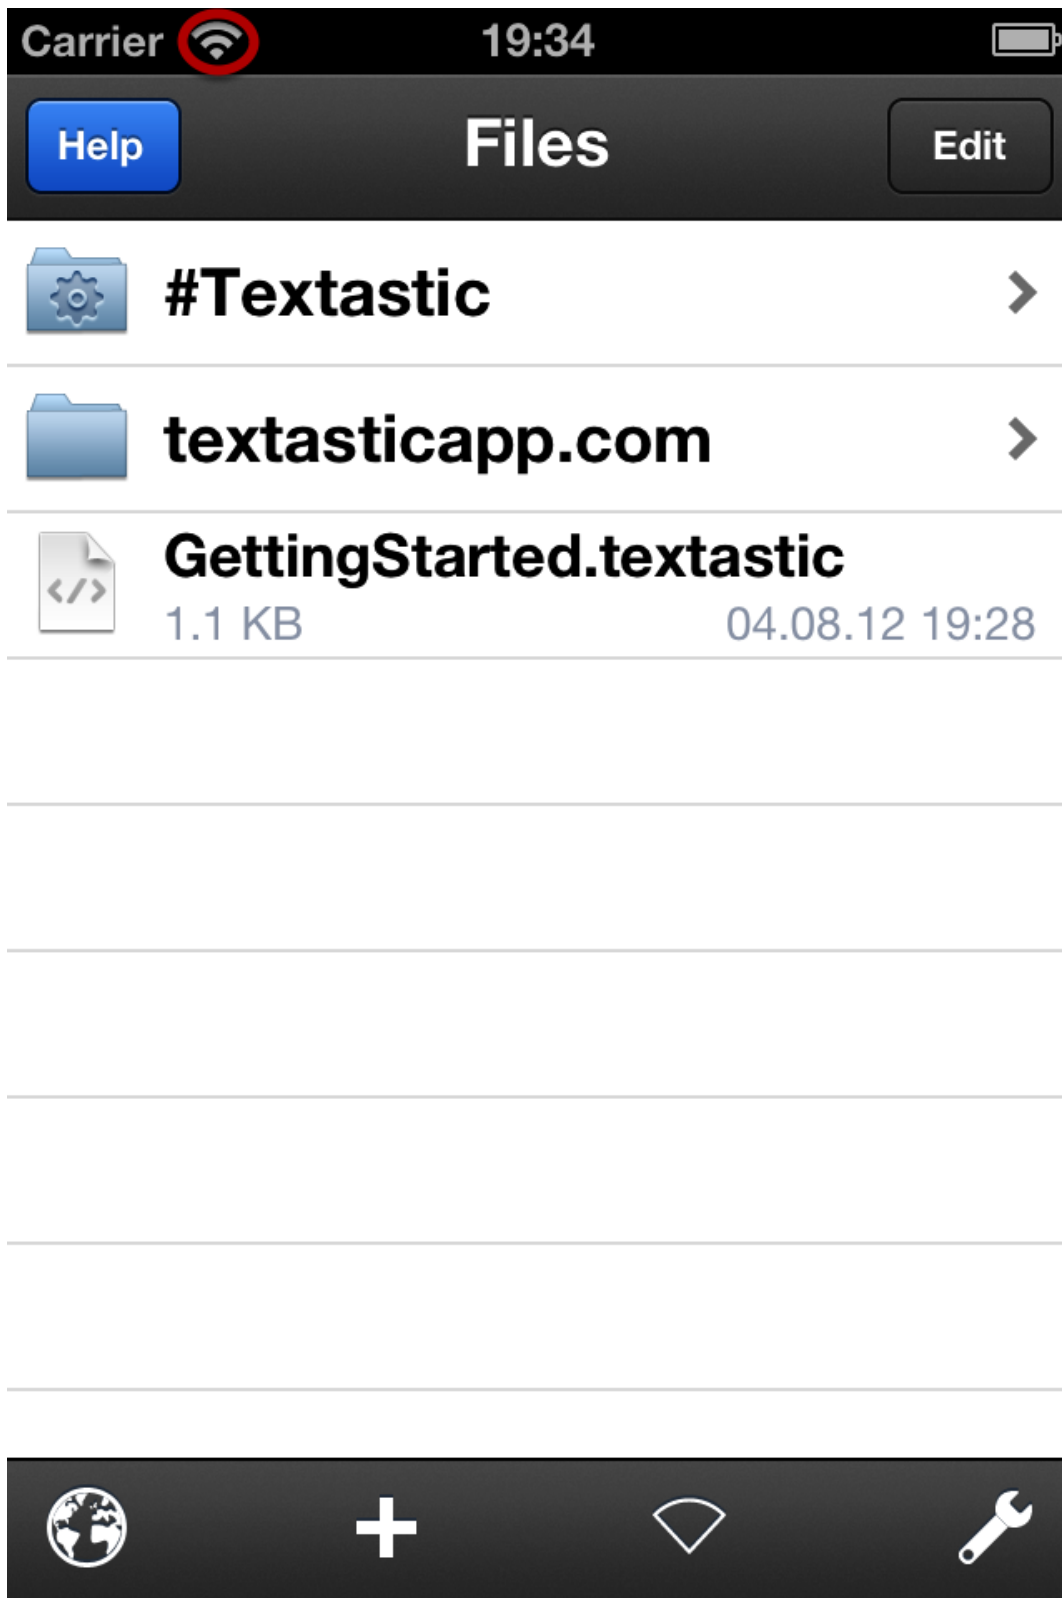 Carrier 19:34
Help Files Edit
#Textastic
textasticapp.com
GettingStarted.textastic
1.1 KB 04.08.12 19:28